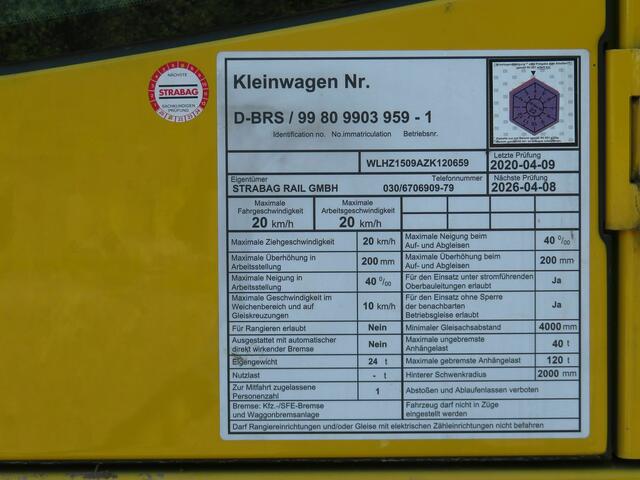 NÄCHSTE
STRABAG
SACHKUNDIGEN
PRÜFUNG
Kleinwagen Nr.
D-BRS / 99 80 9903 959 - 1
Identification no. No.immatriculation Betriebsnr.
WLHZ1509AZK120659
Letzte Prüfung
2020-04-09
Eigentümer
STRABAG RAIL GMBH
Telefonnummer
030/6706909-79
Nächste Prüfung
2026-04-08
Maximale
Fahrgeschwindigkeit
20 km/h
Maximale
Arbeitsgeschwindigkeit
20 km/h
Maximale Ziehgeschwindigkeit 20 km/h
Maximale Neigung beim
Auf- und Abgleisen 40 0/00
Maximale Überhöhung in
Arbeitsstellung 200 mm
Maximale Überhöhung beim
Auf- und Abgleisen 200 mm
Maximale Neigung in
Arbeitsstellung 40 0/00
Für den Einsatz unter stromführenden
Oberbauleitungen erlaubt Ja
Maximale Geschwindigkeit im
Weichenbereich und auf
Gleiskreuzungen 10 km/h
Für den Einsatz ohne Sperre
der benachbarten
Betriebsgleise erlaubt Ja
Für Rangieren erlaubt Nein
Minimaler Gleisachsabstand 4000 mm
Ausgestattet mit automatischer
direkt wirkender Bremse Nein
Maximale ungebremste
Anhängelast 40 t
Eigengewicht 24 t
Maximale gebremste Anhängelast 120 t
Nutzlast - t
Hinterer Schwenkradius 2000 mm
Zur Mitfahrt zugelassene
Personenzahl 1
Abstoßen und Ablaufenlassen verboten
Bremse: Kfz.-/SFE-Bremse
und Waggonbremsanlage
Fahrzeug darf nicht in Züge
eingestellt werden
Darf Rangiereinrichtungen und/oder Gleise mit elektrischen Zähleinrichtungen nicht befahren